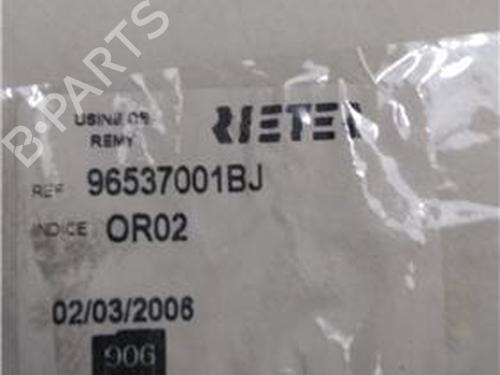 B-PARTS
USINE DE RIETER
REMY
REF 96537001BJ
INDICE OR02
02/03/2006
906